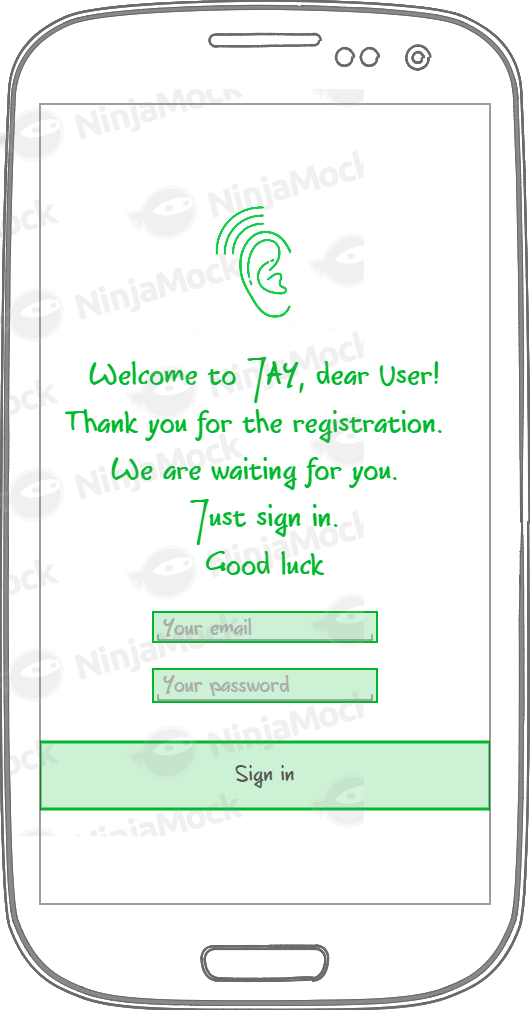 NinjaMock
Welcome to JAY, dear User!
Thank you for the registration.
We are waiting for you.
Just sign in.
Good luck
Your email
Your password
Sign in